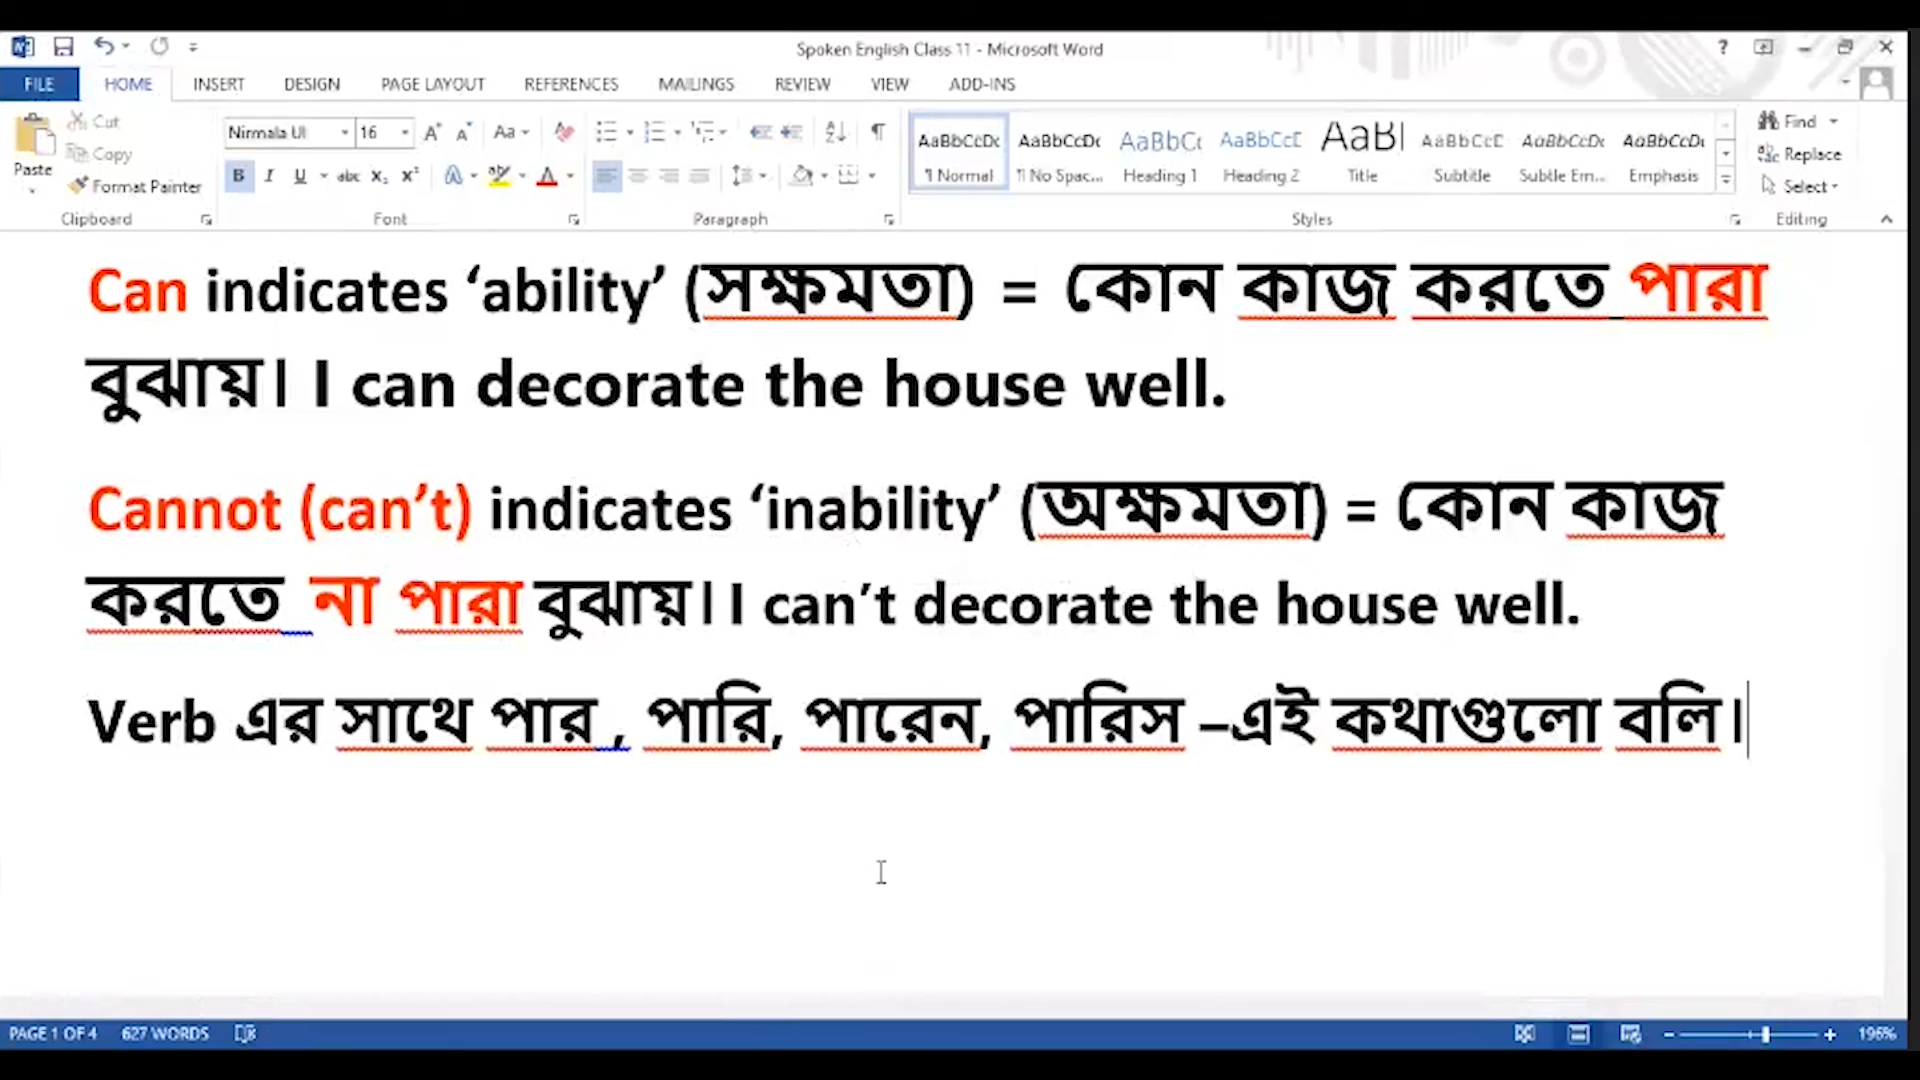 Spoken English Class 11 - Microsoft Word
FILE HOME INSERT DESIGN PAGE LAYOUT REFERENCES MAILINGS REVIEW VIEW ADD-INS
Paste Cut Copy Format Painter
Nirmala UI 16
AaBbCcDc AaBbCcDc AaBbCc AaBbCcD AaBl AaBbCcD AaBbCcDc AaBbCcDc
¶ Normal ¶ No Spac... Heading 1 Heading 2 Title Subtitle Subtle Em... Emphasis
Find Replace Select
Clipboard Font Paragraph Styles Editing
Can indicates ‘ability’ (সক্ষমতা) = কোন কাজ করতে পারা
বুঝায়। I can decorate the house well.
Cannot (can’t) indicates ‘inability’ (অক্ষমতা) = কোন কাজ
করতে না পারা বুঝায়। I can’t decorate the house well.
Verb এর সাথে পার , পারি, পারেন, পারিস –এই কথাগুলো বলি।
PAGE 1 OF 4 627 WORDS 196%